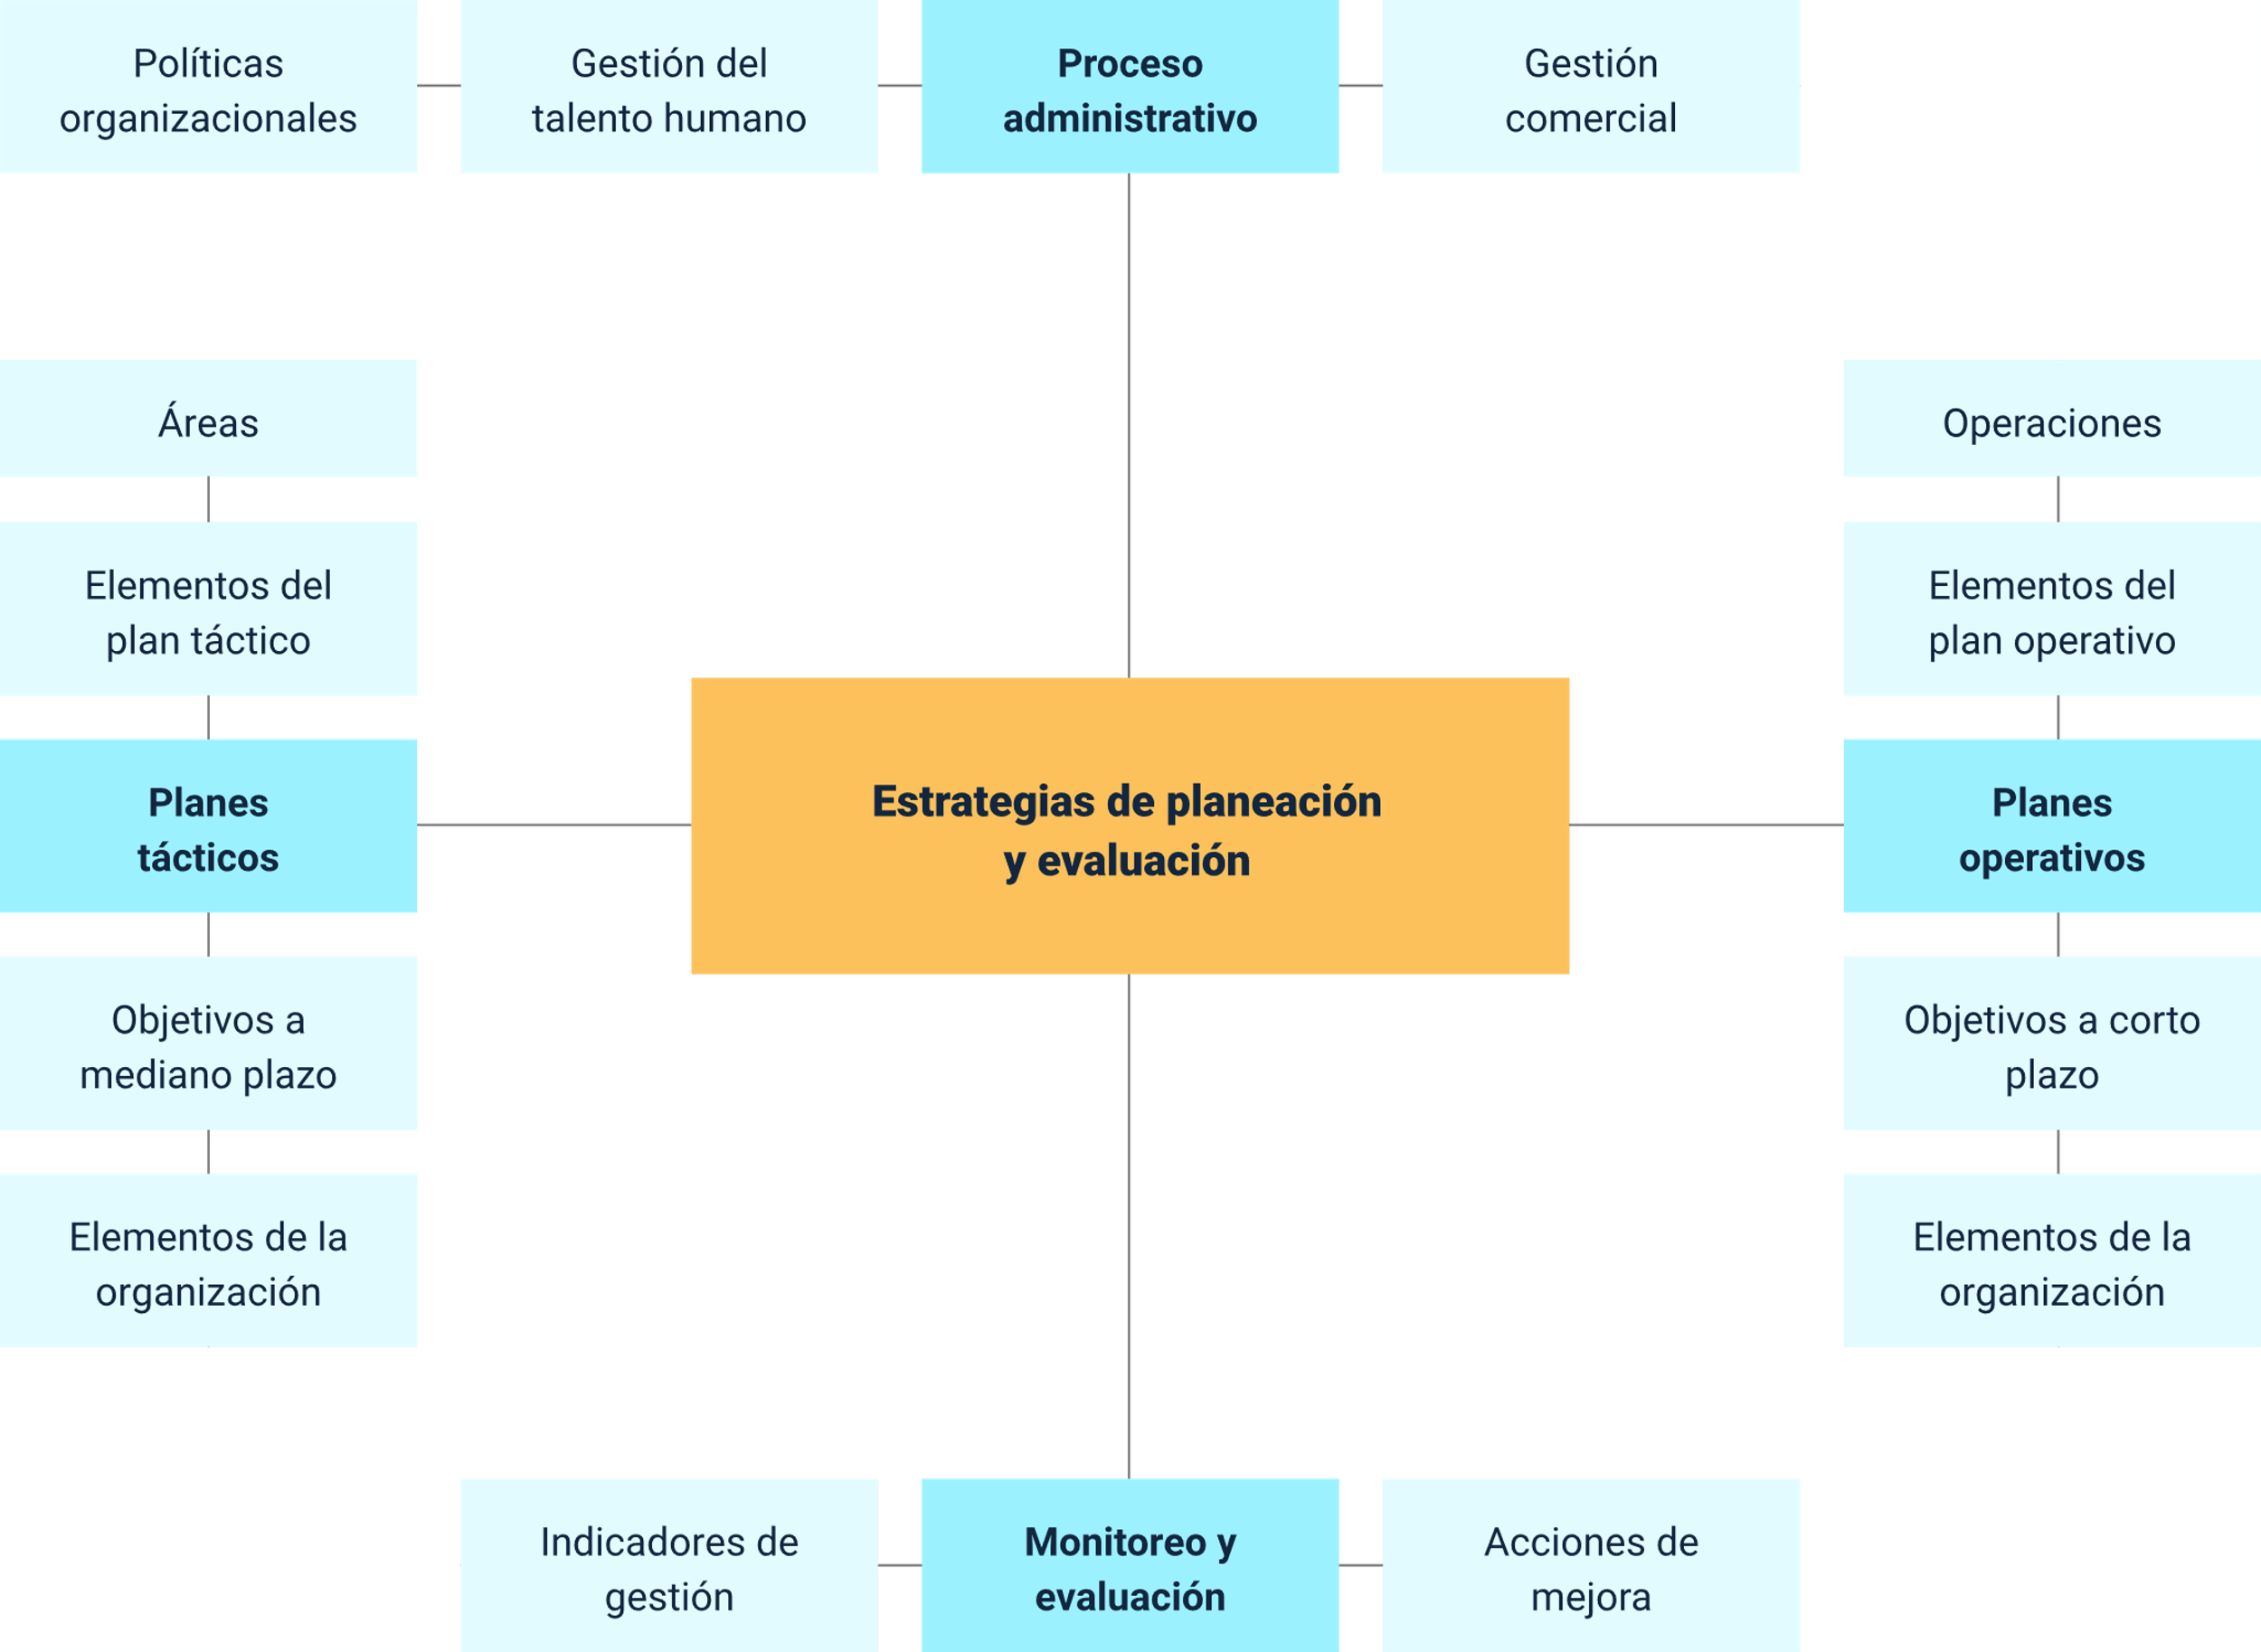 Políticas
organizacionales
Gestión del
talento humano
Proceso
administrativo
Gestión
comercial
Áreas
Elementos del
plan táctico
Planes
tácticos
Objetivos a
mediano plazo
Elementos de la
organización
Estrategias de planeación
y evaluación
Operaciones
Elementos del
plan operativo
Planes
operativos
Objetivos a corto
plazo
Elementos de la
organización
Indicadores de
gestión
Monitoreo y
evaluación
Acciones de
mejora